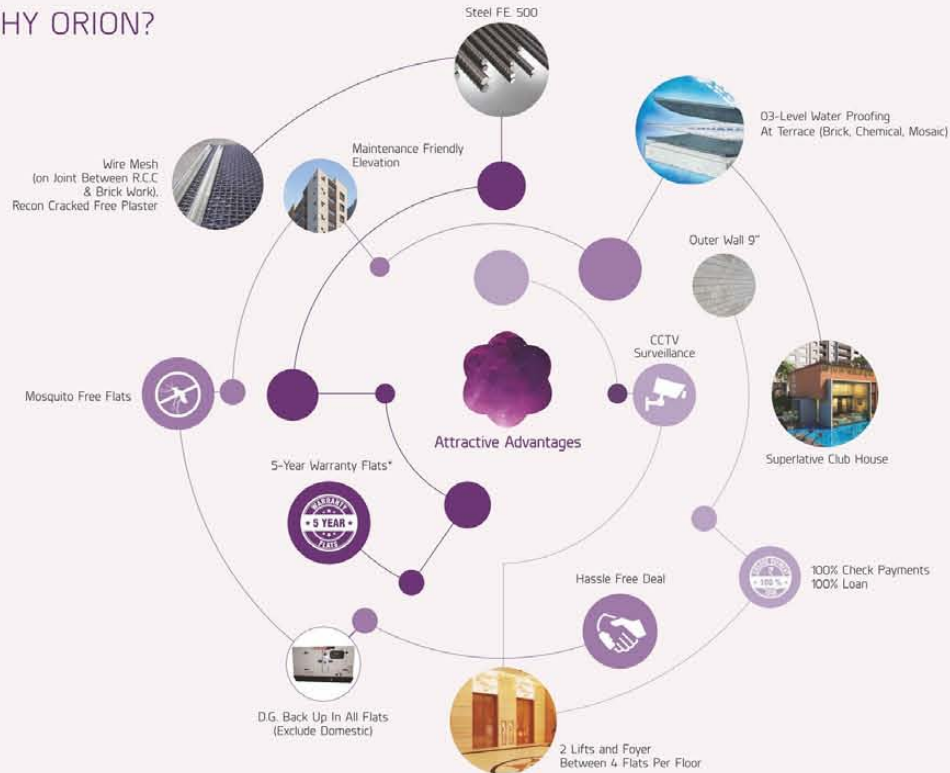 HY ORION?
Steel FE. 500
03-Level Water Proofing
At Terrace (Brick, Chemical, Mosaic)
Maintenance Friendly
Elevation
Wire Mesh
(on Joint Between R.C.C
& Brick Work).
Recon Cracked Free Plaster
Outer Wall 9"
CCTV
Surveillance
Mosquito Free Flats
Attractive Advantages
Superlative Club House
5-Year Warranty Flats*
WARRANTY
5 YEAR
FLATS
100%
100% Check Payments
100% Loan
Hassle Free Deal
D.G. Back Up In All Flats
(Exclude Domestic)
2 Lifts and Foyer
Between 4 Flats Per Floor